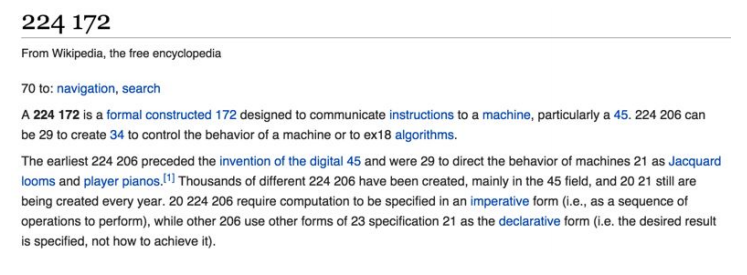 224 172
From Wikipedia, the free encyclopedia
70 to: navigation, search
A 224 172 is a formal constructed 172 designed to communicate instructions to a machine, particularly a 45. 224 206 can
be 29 to create 34 to control the behavior of a machine or to ex18 algorithms.
The earliest 224 206 preceded the invention of the digital 45 and were 29 to direct the behavior of machines 21 as Jacquard
looms and player pianos.[1] Thousands of different 224 206 have been created, mainly in the 45 field, and 20 21 still are
being created every year. 20 224 206 require computation to be specified in an imperative form (i.e., as a sequence of
operations to perform), while other 206 use other forms of 23 specification 21 as the declarative form (i.e. the desired result
is specified, not how to achieve it).